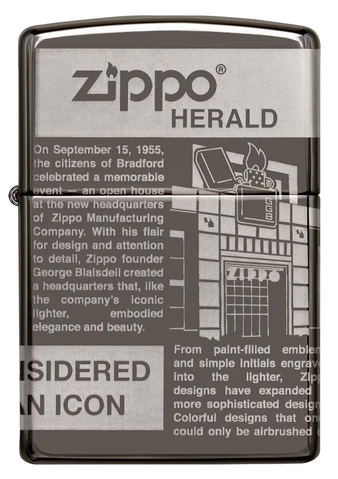 zippo®
HERALD
On September 15, 1955,
the citizens of Bradford
celebrated a memorable
event — an open house
at the new headquarters
of Zippo Manufacturing
Company. With his flair
for design and attention
to detail, Zippo founder
George Blaisdell created
a headquarters that, like
the company's iconic
lighter, embodied
elegance and beauty.
ZIPPO
NSIDERED
AN ICON
From paint-filled emblem
and simple initials engrav
into the lighter, Zipp
designs have expanded
more sophisticated design
Colorful designs that on
could only be airbrushed